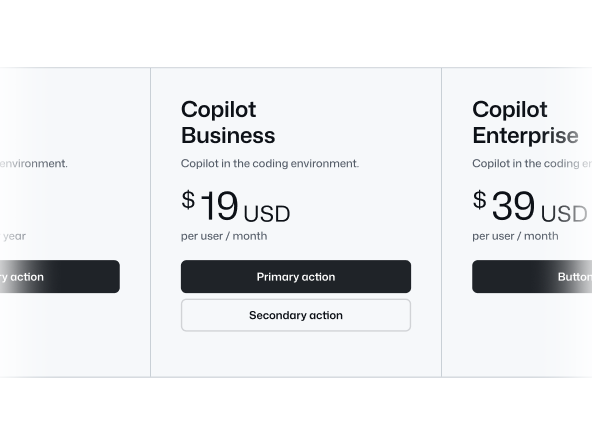 environment.
year
action
Copilot
Business
Copilot in the coding environment.
$19 USD
per user / month
Primary action
Secondary action
Copilot
Enterprise
Copilot in the coding
$39 USD
per user / month
Button